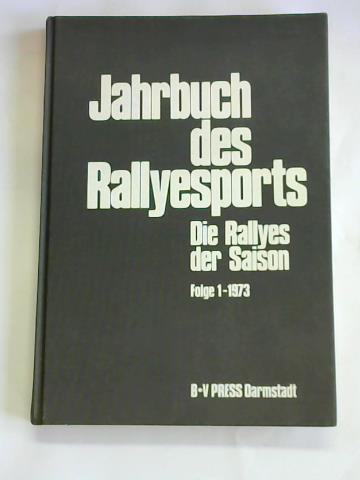 Jahrbuch
des
Rallyesports
Die Rallyes
der Saison
Folge 1-1973
B•V PRESS Darmstadt